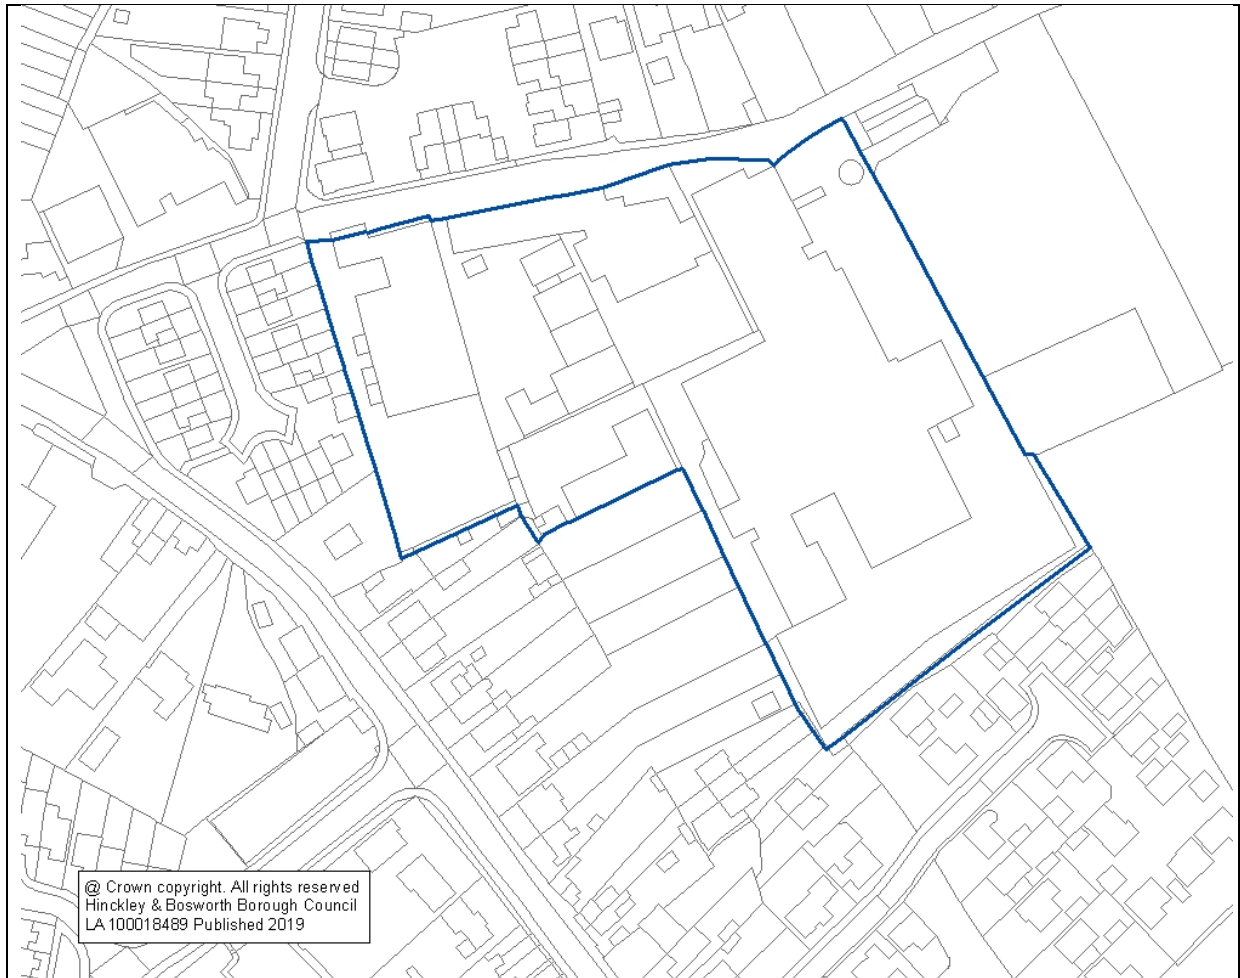 @ Crown copyright. All rights reserved
Hinckley & Bosworth Borough Council
LA 100018489 Published 2019